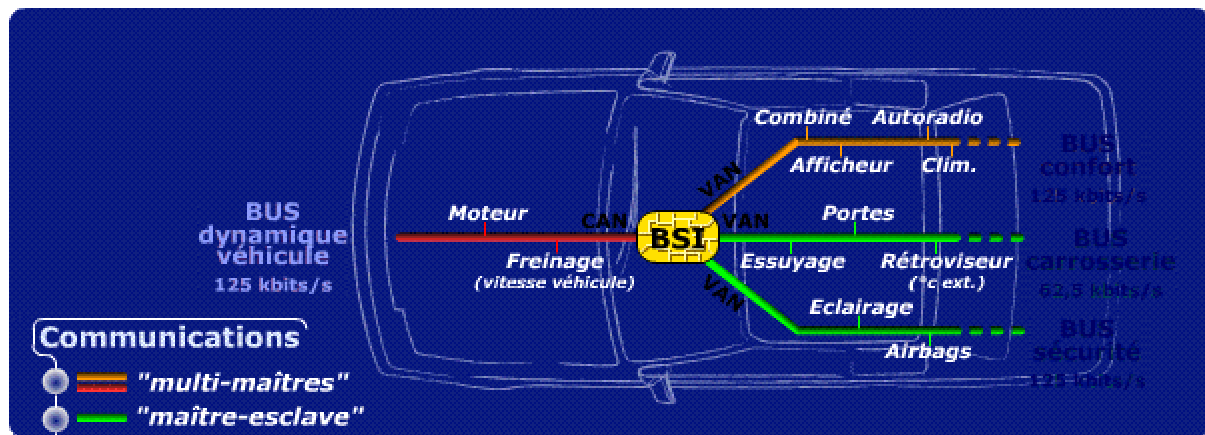 Combiné Autoradio
BUS
confort
VAN
Afficheur Clim.
125 kbits/s
BUS
dynamique
véhicule
125 kbits/s
Moteur
CAN
BSI
VAN
Portes
BUS
carrosserie
Freinage
(vitesse véhicule)
Essuyage
Rétroviseur
(°c ext.)
62,5 kbits/s
VAN
Eclairage
Airbags
BUS
sécurité
125 kbits/s
Communications
"multi-maîtres"
"maître-esclave"